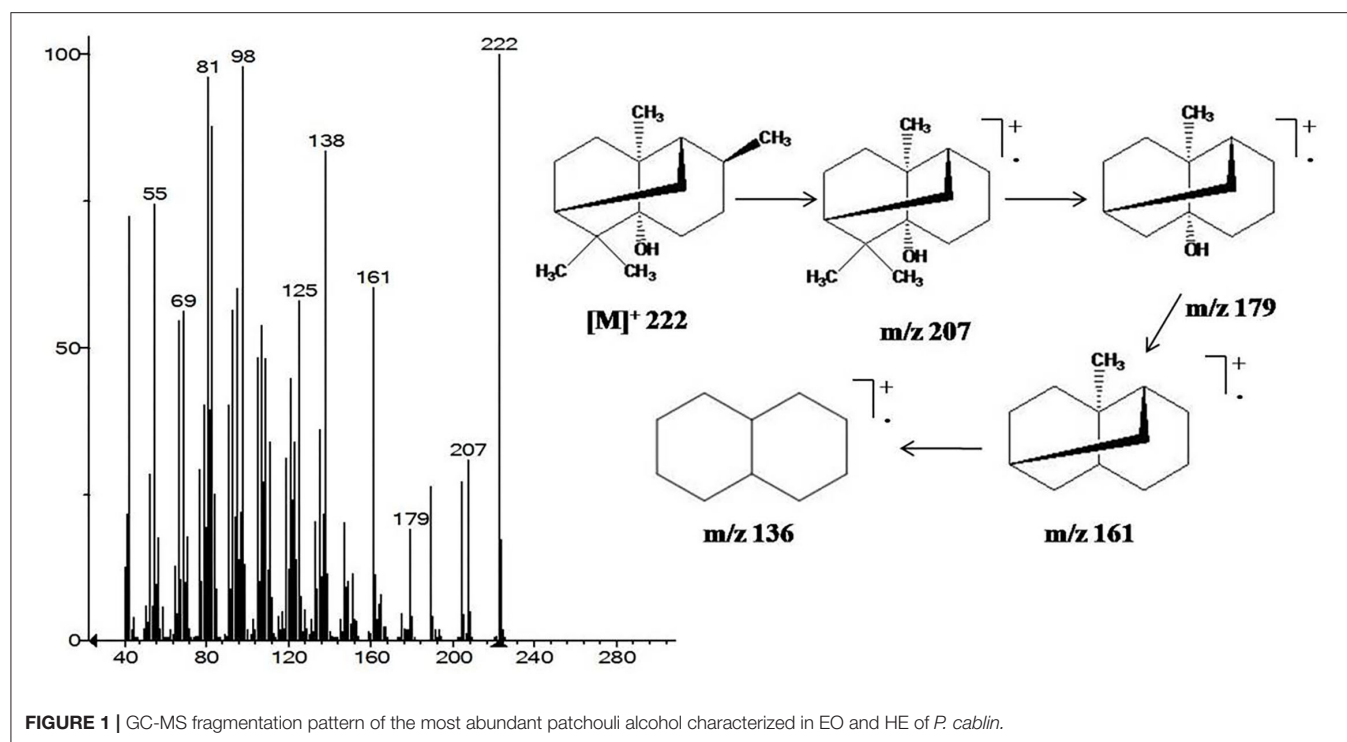 100
50
0
40 80 120 160 200 240 280
55
69
81
98
125
138
161
179
207
222
CH₃
CH₃
OH
H₃C
CH₃
[M]⁺ 222
CH₃
+
.
OH
H₃C
CH₃
m/z 207
CH₃
+
.
OH
m/z 179
CH₃
+
.
m/z 161
+
.
m/z 136
FIGURE 1 | GC-MS fragmentation pattern of the most abundant patchouli alcohol characterized in EO and HE of P. cablin.